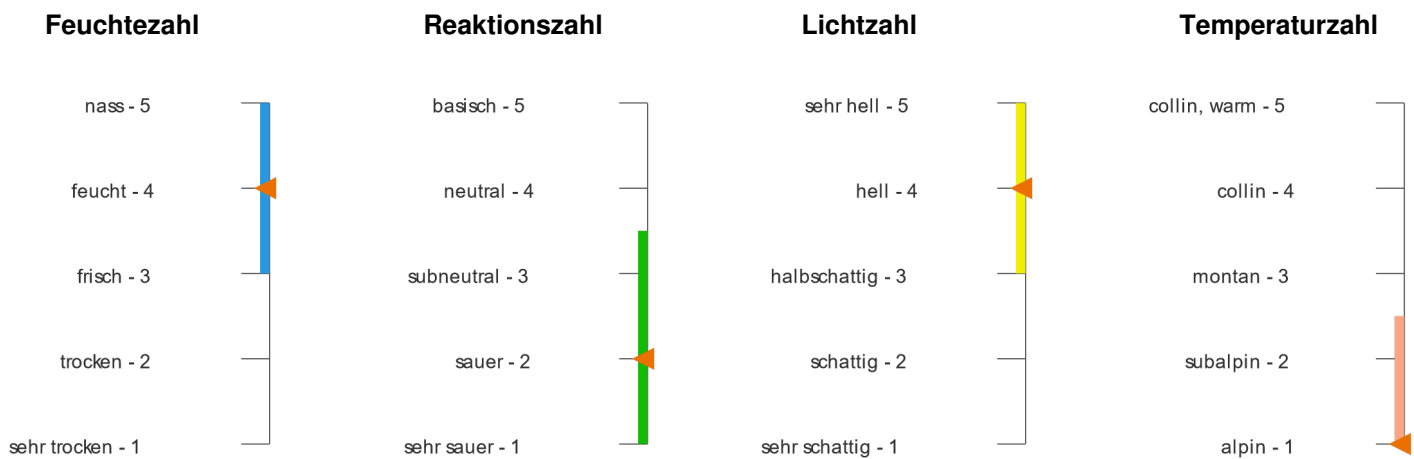 Feuchtezahl
nass - 5
feucht - 4
frisch - 3
trocken - 2
sehr trocken - 1
Reaktionszahl
basisch - 5
neutral - 4
subneutral - 3
sauer - 2
sehr sauer - 1
Lichtzahl
sehr hell - 5
hell - 4
halbschattig - 3
schattig - 2
sehr schattig - 1
Temperaturzahl
collin, warm - 5
collin - 4
montan - 3
subalpin - 2
alpin - 1